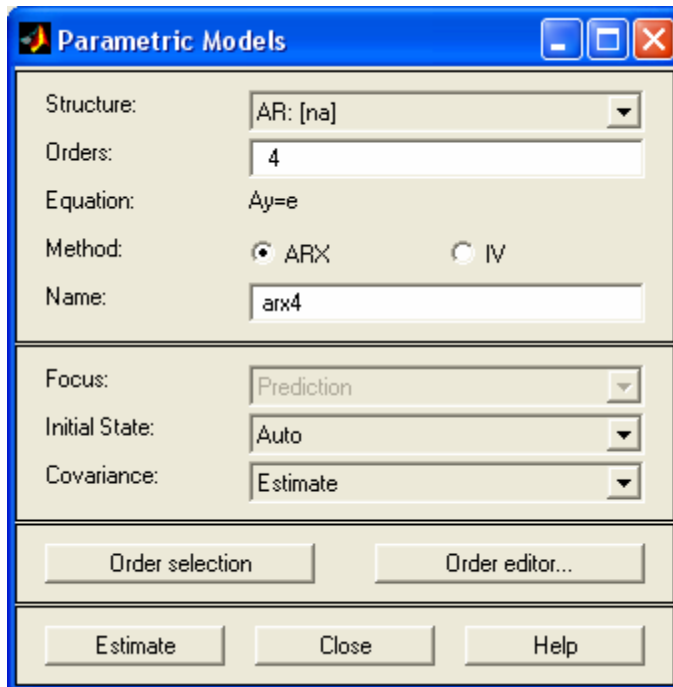 Parametric Models
Structure: AR: [na]
Orders: 4
Equation: Ay=e
Method: ARX IV
Name: arx4
Focus: Prediction
Initial State: Auto
Covariance: Estimate
Order selection Order editor...
Estimate Close Help